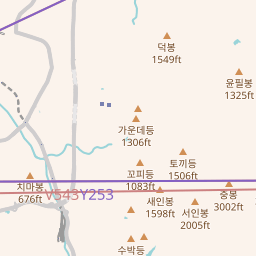 덕봉
1549ft
윤필봉
1325ft
가운데등
1306ft
토끼등
1506ft
꼬피등
1083ft
치마봉
676ft
V543 Y253
중봉
3002ft
새인봉
1598ft
서인봉
2005ft
수박등